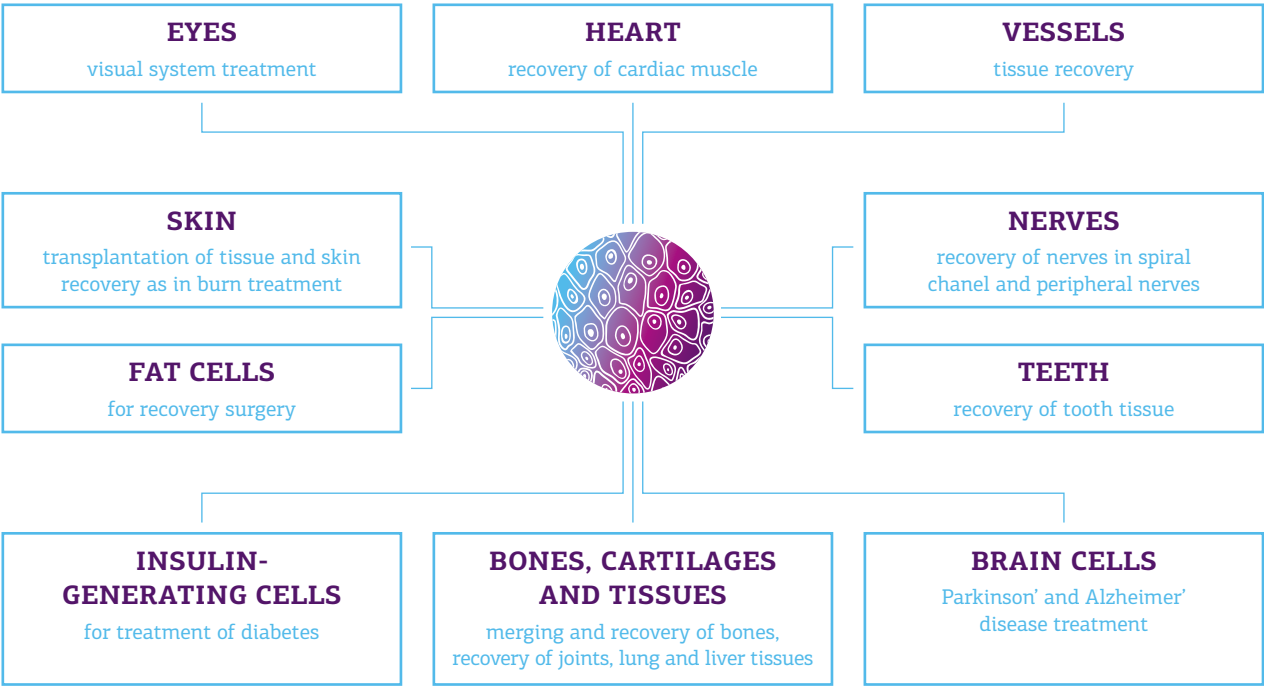 EYES
visual system treatment
HEART
recovery of cardiac muscle
VESSELS
tissue recovery
SKIN
transplantation of tissue and skin
recovery as in burn treatment
NERVES
recovery of nerves in spiral
chanel and peripheral nerves
FAT CELLS
for recovery surgery
TEETH
recovery of tooth tissue
INSULIN-
GENERATING CELLS
for treatment of diabetes
BONES, CARTILAGES
AND TISSUES
merging and recovery of bones,
recovery of joints, lung and liver tissues
BRAIN CELLS
Parkinson’ and Alzheimer’
disease treatment